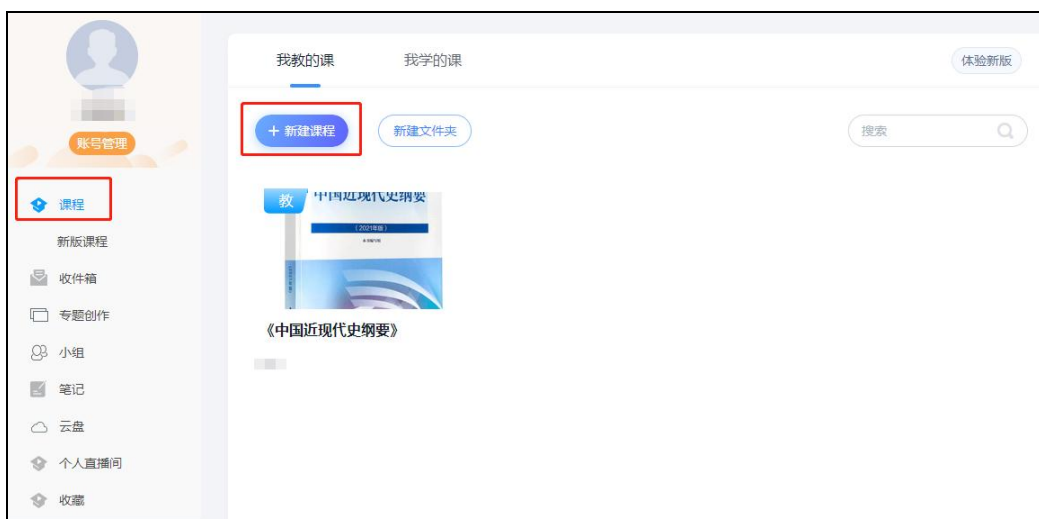 我教的课
我学的课
体验新版
+ 新建课程
新建文件夹
搜索
账号管理
课程
新版课程
收件箱
专题创作
小组
笔记
云盘
个人直播间
收藏
教
中国近现代史纲要
(2021年版)
《中国近现代史纲要》